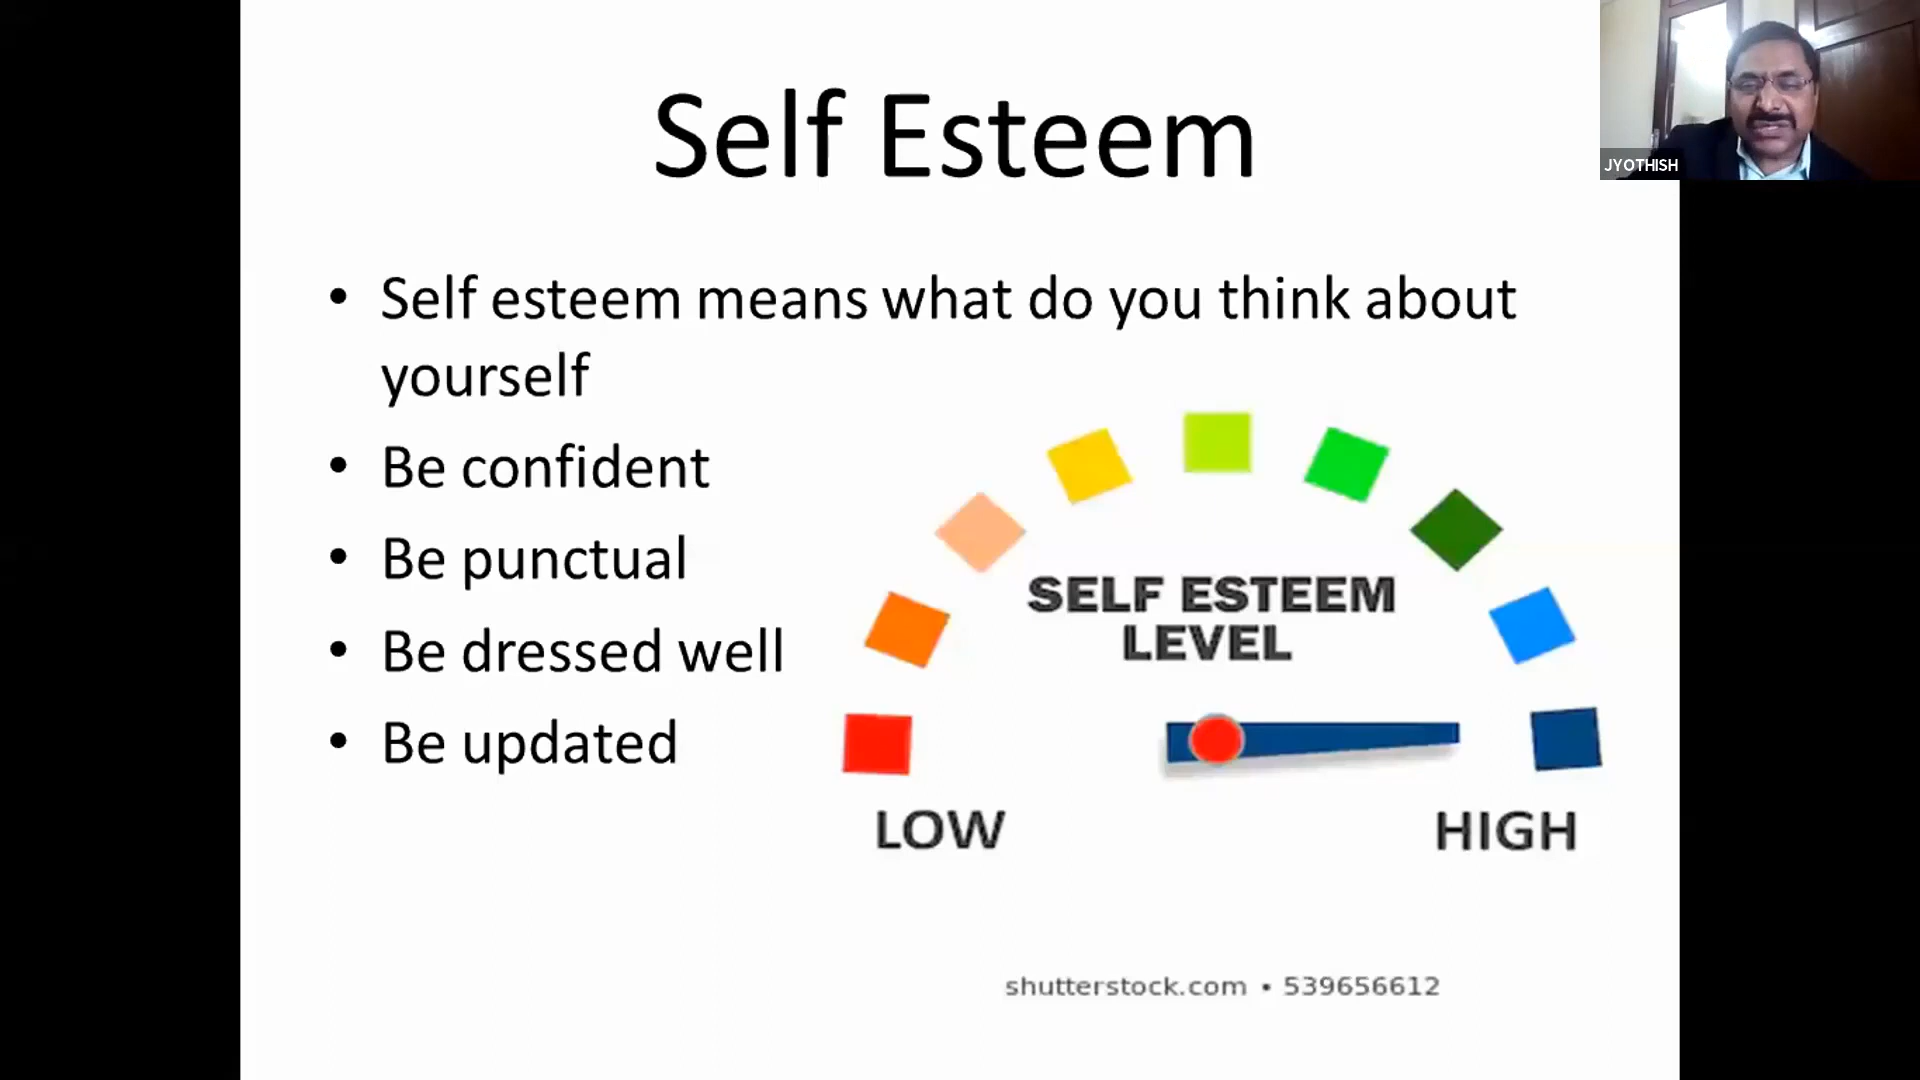 Self Esteem
JYOTHISH
• Self esteem means what do you think about
yourself
• Be confident
• Be punctual
• Be dressed well
• Be updated
SELF ESTEEM
LEVEL
LOW
HIGH
shutterstock.com • 539656612